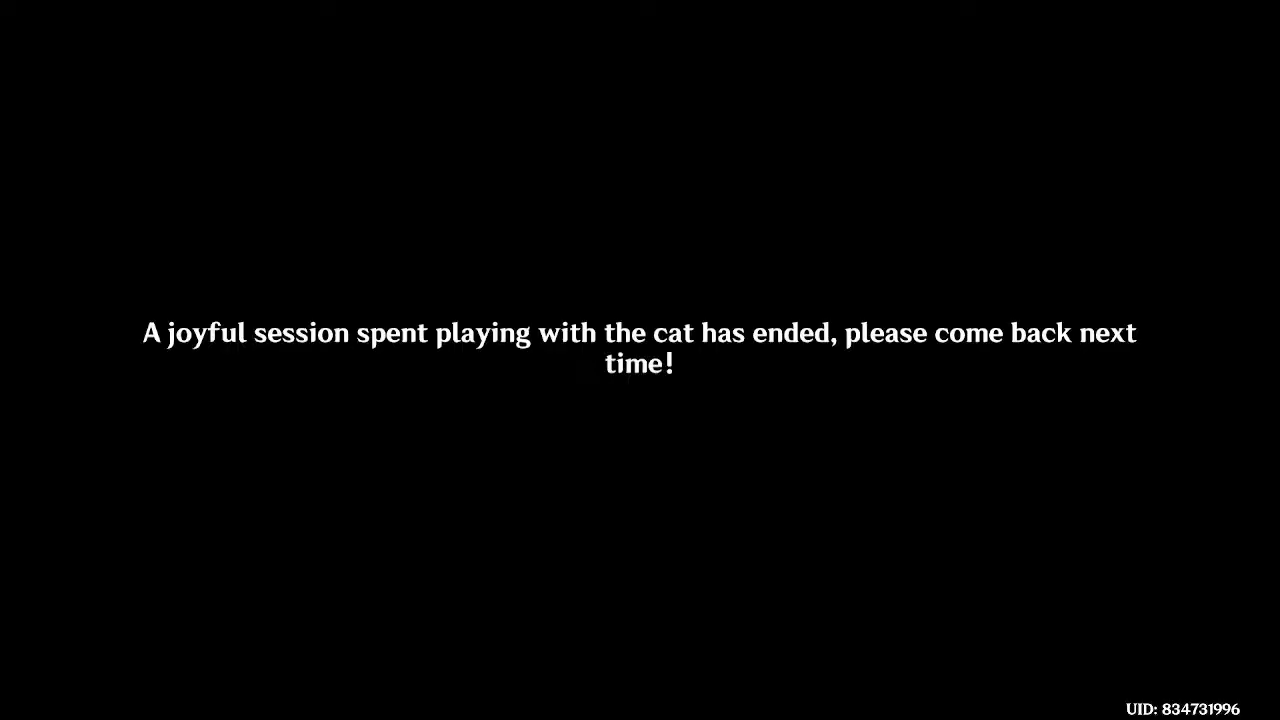 A joyful session spent playing with the cat has ended, please come back next
time!
UID: 834731996